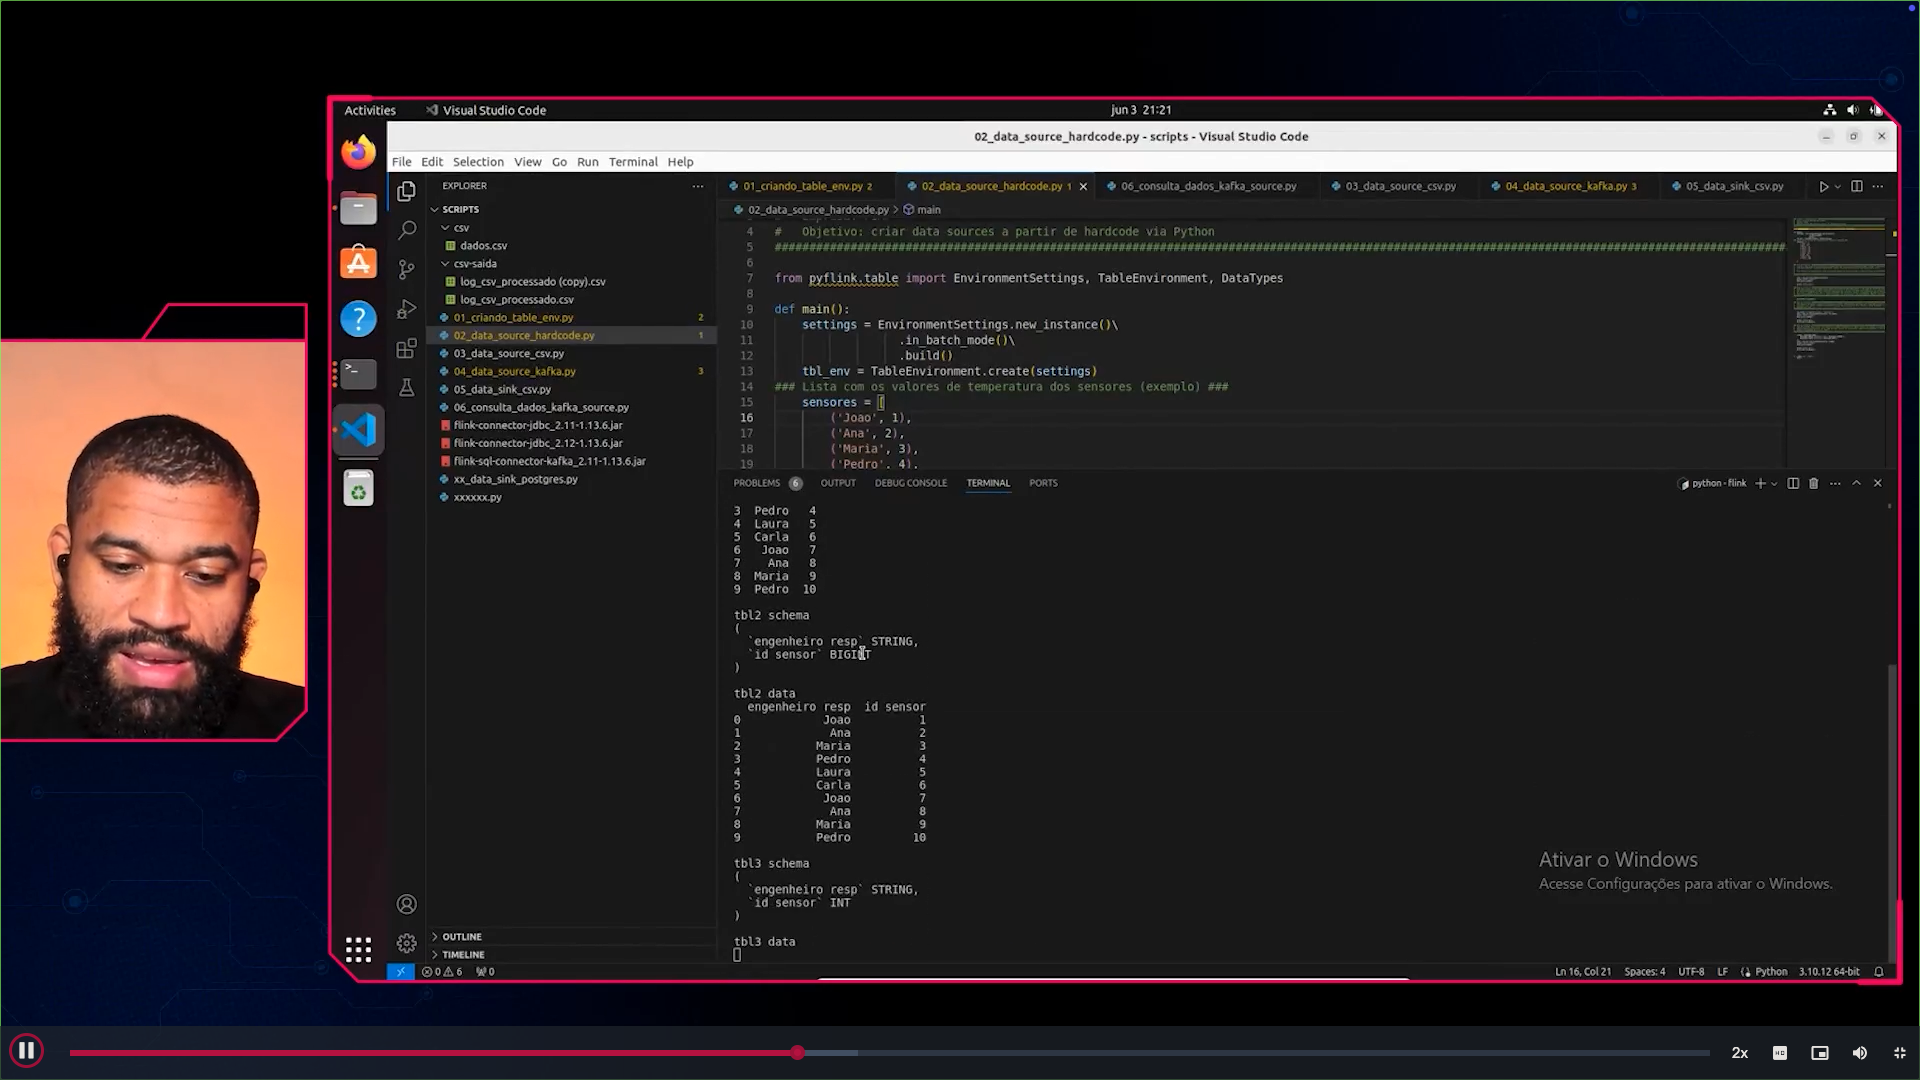 Activities
Visual Studio Code
jun 3 21:21
02_data_source_hardcode.py - scripts - Visual Studio Code
File Edit Selection View Go Run Terminal Help
EXPLORER
SCRIPTS
csv
dados.csv
csv-saida
log_csv_processado (copy).csv
log_csv_processado.csv
01_criando_table_env.py 2
02_data_source_hardcode.py 1
03_data_source_csv.py
04_data_source_kafka.py 3
05_data_sink_csv.py
06_consulta_dados_kafka_source.py
flink-connector-jdbc_2.11-1.13.6.jar
flink-connector-jdbc_2.12-1.13.6.jar
flink-sql-connector-kafka_2.11-1.13.6.jar
xx_data_sink_postgres.py
xxxxxx.py
OUTLINE
TIMELINE
01_criando_table_env.py 2
02_data_source_hardcode.py 1
06_consulta_dados_kafka_source.py
03_data_source_csv.py
04_data_source_kafka.py 3
05_data_sink_csv.py
02_data_source_hardcode.py > main
4 # Objetivo: criar data sources a partir de hardcode via Python
5
6
7 from pyflink.table import EnvironmentSettings, TableEnvironment, DataTypes
8
9 def main():
10 settings = EnvironmentSettings.new_instance()\
11 .in_batch_mode()\
12 .build()
13 tbl_env = TableEnvironment.create(settings)
14 ### Lista com os valores de temperatura dos sensores (exemplo) ###
15 sensores = [
16 ('Joao', 1),
17 ('Ana', 2),
18 ('Maria', 3),
19 ('Pedro', 4),
PROBLEMS 6 OUTPUT DEBUG CONSOLE TERMINAL PORTS
python - flink
3 Pedro 4
4 Laura 5
5 Carla 6
6 Joao 7
7 Ana 8
8 Maria 9
9 Pedro 10
tbl2 schema
(
`engenheiro resp` STRING,
`id sensor` BIGINT
)
tbl2 data
engenheiro resp id sensor
0 Joao 1
1 Ana 2
2 Maria 3
3 Pedro 4
4 Laura 5
5 Carla 6
6 Joao 7
7 Ana 8
8 Maria 9
9 Pedro 10
tbl3 schema
(
`engenheiro resp` STRING,
`id sensor` INT
)
tbl3 data
Ativar o Windows
Acesse Configurações para ativar o Windows.
0 6 0
Ln 16, Col 21 Spaces: 4 UTF-8 LF Python 3.10.12 64-bit
2x